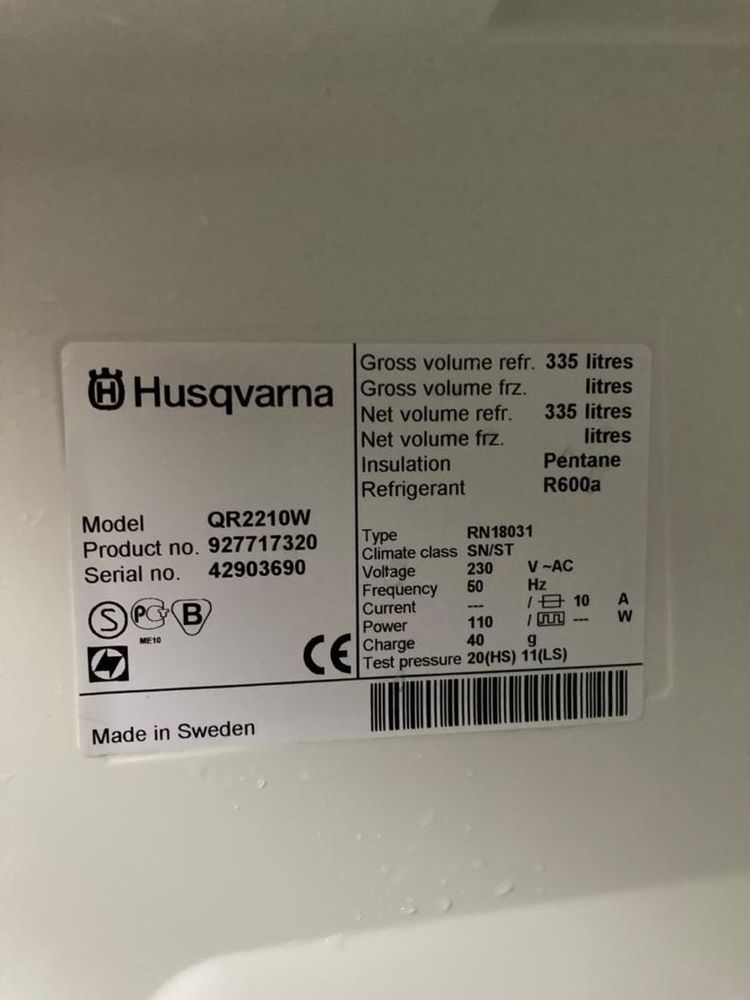 Husqvarna
Model QR2210W
Product no. 927717320
Serial no. 42903690
S PCT B
ME10
CE
Made in Sweden
Gross volume refr. 335 litres
Gross volume frz. litres
Net volume refr. 335 litres
Net volume frz. litres
Insulation Pentane
Refrigerant R600a
Type RN18031
Climate class SN/ST
Voltage 230 V ~AC
Frequency 50 Hz
Current --- / 10 A
Power 110 / --- W
Charge 40 g
Test pressure 20(HS) 11(LS)